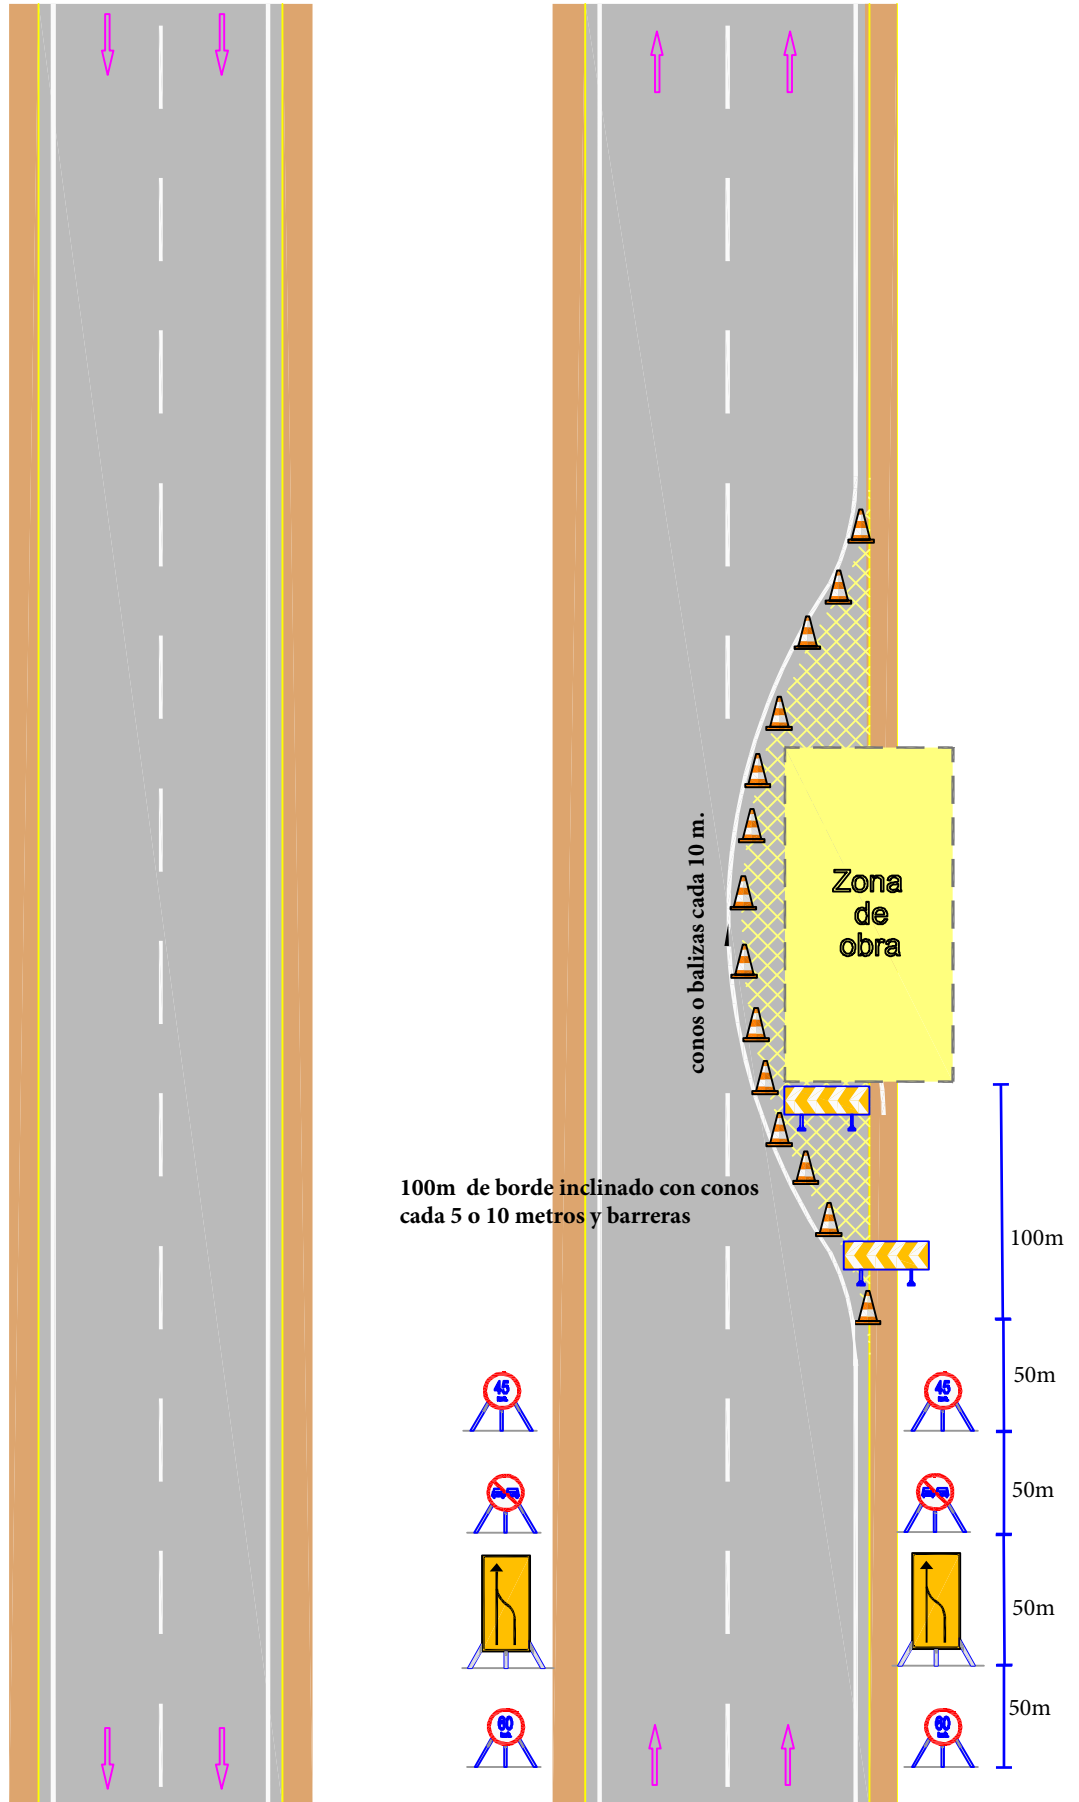 Zona
de
obra
conos o balizas cada 10 m.
100m de borde inclinado con conos
cada 5 o 10 metros y barreras
100m
50m
45
45
50m
50m
50m
60
60